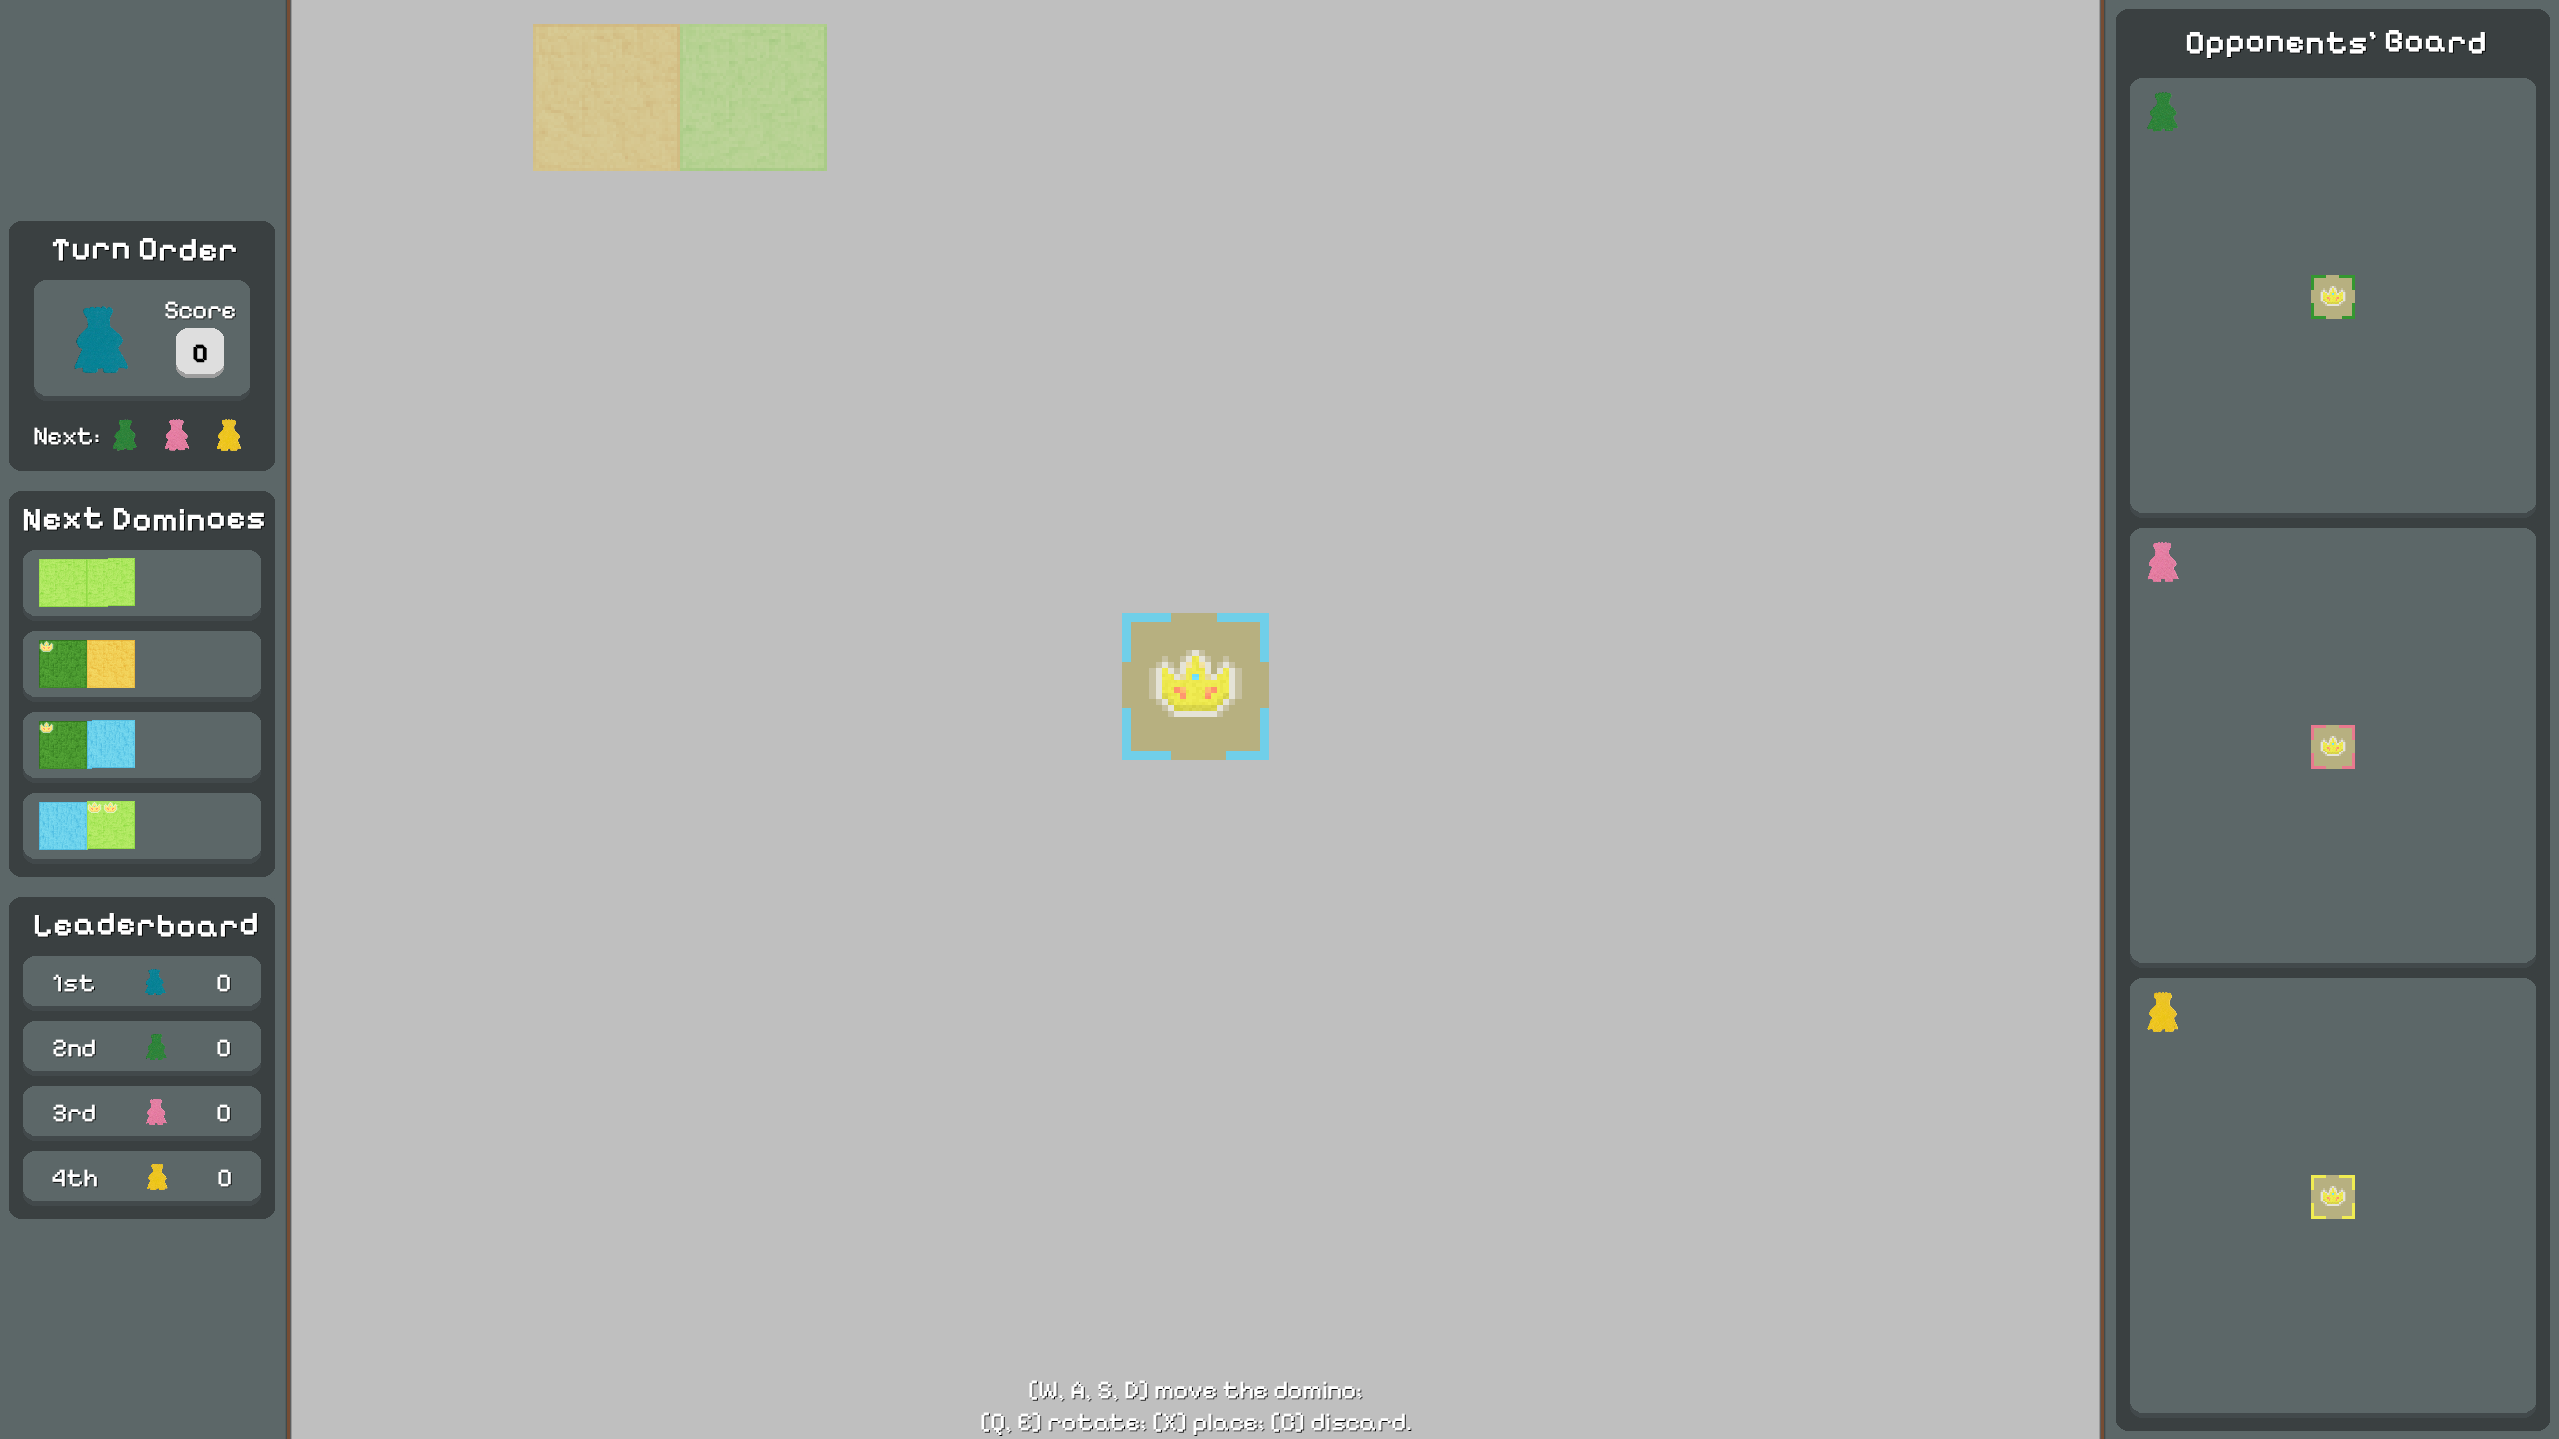 Turn Order
Score
0
Next:
Next Dominoes
Leaderboard
1st 0
2nd 0
3rd 0
4th 0
(W, A, S, D) move the domino;
(Q, E) rotate; (X) place; (G) discard.
Opponents' Board